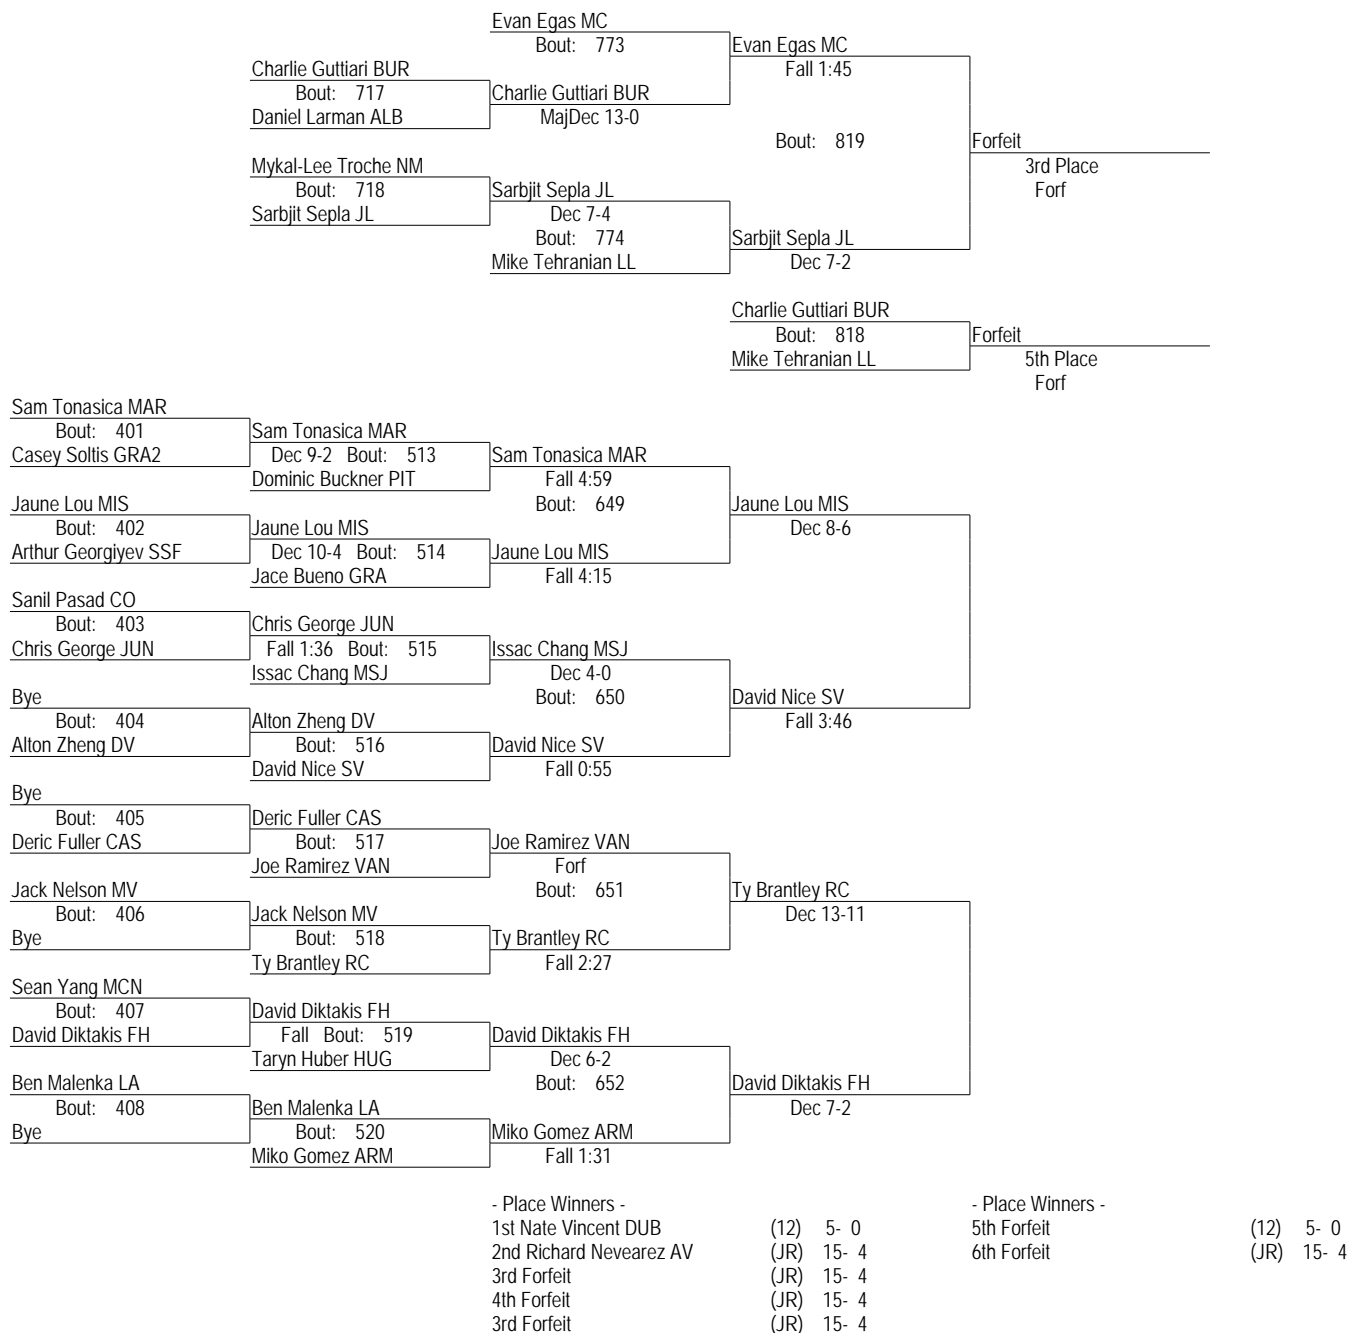 Evan Egas MC
Bout: 773
Evan Egas MC
Charlie Guttiari BUR
Fall 1:45
Bout: 717
Charlie Guttiari BUR
Daniel Larman ALB
MajDec 13-0
Bout: 819
Forfeit
Mykal-Lee Troche NM
3rd Place
Bout: 718
Sarbjit Sepla JL
Forf
Sarbjit Sepla JL
Dec 7-4
Bout: 774
Sarbjit Sepla JL
Mike Tehranian LL
Dec 7-2
Charlie Guttiari BUR
Bout: 818
Forfeit
Mike Tehranian LL
5th Place
Forf
Sam Tonasica MAR
Bout: 401
Sam Tonasica MAR
Casey Soltis GRA2
Dec 9-2 Bout: 513
Sam Tonasica MAR
Dominic Buckner PIT
Fall 4:59
Jaune Lou MIS
Bout: 649
Jaune Lou MIS
Bout: 402
Jaune Lou MIS
Dec 8-6
Arthur Georgiyev SSF
Dec 10-4 Bout: 514
Jaune Lou MIS
Jace Bueno GRA
Fall 4:15
Sanil Pasad CO
Bout: 403
Chris George JUN
Chris George JUN
Fall 1:36 Bout: 515
Issac Chang MSJ
Issac Chang MSJ
Dec 4-0
Bye
Bout: 650
David Nice SV
Bout: 404
Alton Zheng DV
Fall 3:46
Alton Zheng DV
Bout: 516
David Nice SV
David Nice SV
Fall 0:55
Bye
Bout: 405
Deric Fuller CAS
Deric Fuller CAS
Bout: 517
Joe Ramirez VAN
Joe Ramirez VAN
Forf
Jack Nelson MV
Bout: 651
Ty Brantley RC
Bout: 406
Jack Nelson MV
Dec 13-11
Bye
Bout: 518
Ty Brantley RC
Ty Brantley RC
Fall 2:27
Sean Yang MCN
Bout: 407
David Diktakis FH
David Diktakis FH
Fall Bout: 519
David Diktakis FH
Taryn Huber HUG
Dec 6-2
Ben Malenka LA
Bout: 652
David Diktakis FH
Bout: 408
Ben Malenka LA
Dec 7-2
Bye
Bout: 520
Miko Gomez ARM
Miko Gomez ARM
Fall 1:31
- Place Winners -
1st Nate Vincent DUB (12) 5- 0
2nd Richard Nevearez AV (JR) 15- 4
3rd Forfeit (JR) 15- 4
4th Forfeit (JR) 15- 4
3rd Forfeit (JR) 15- 4
- Place Winners -
5th Forfeit (12) 5- 0
6th Forfeit (JR) 15- 4